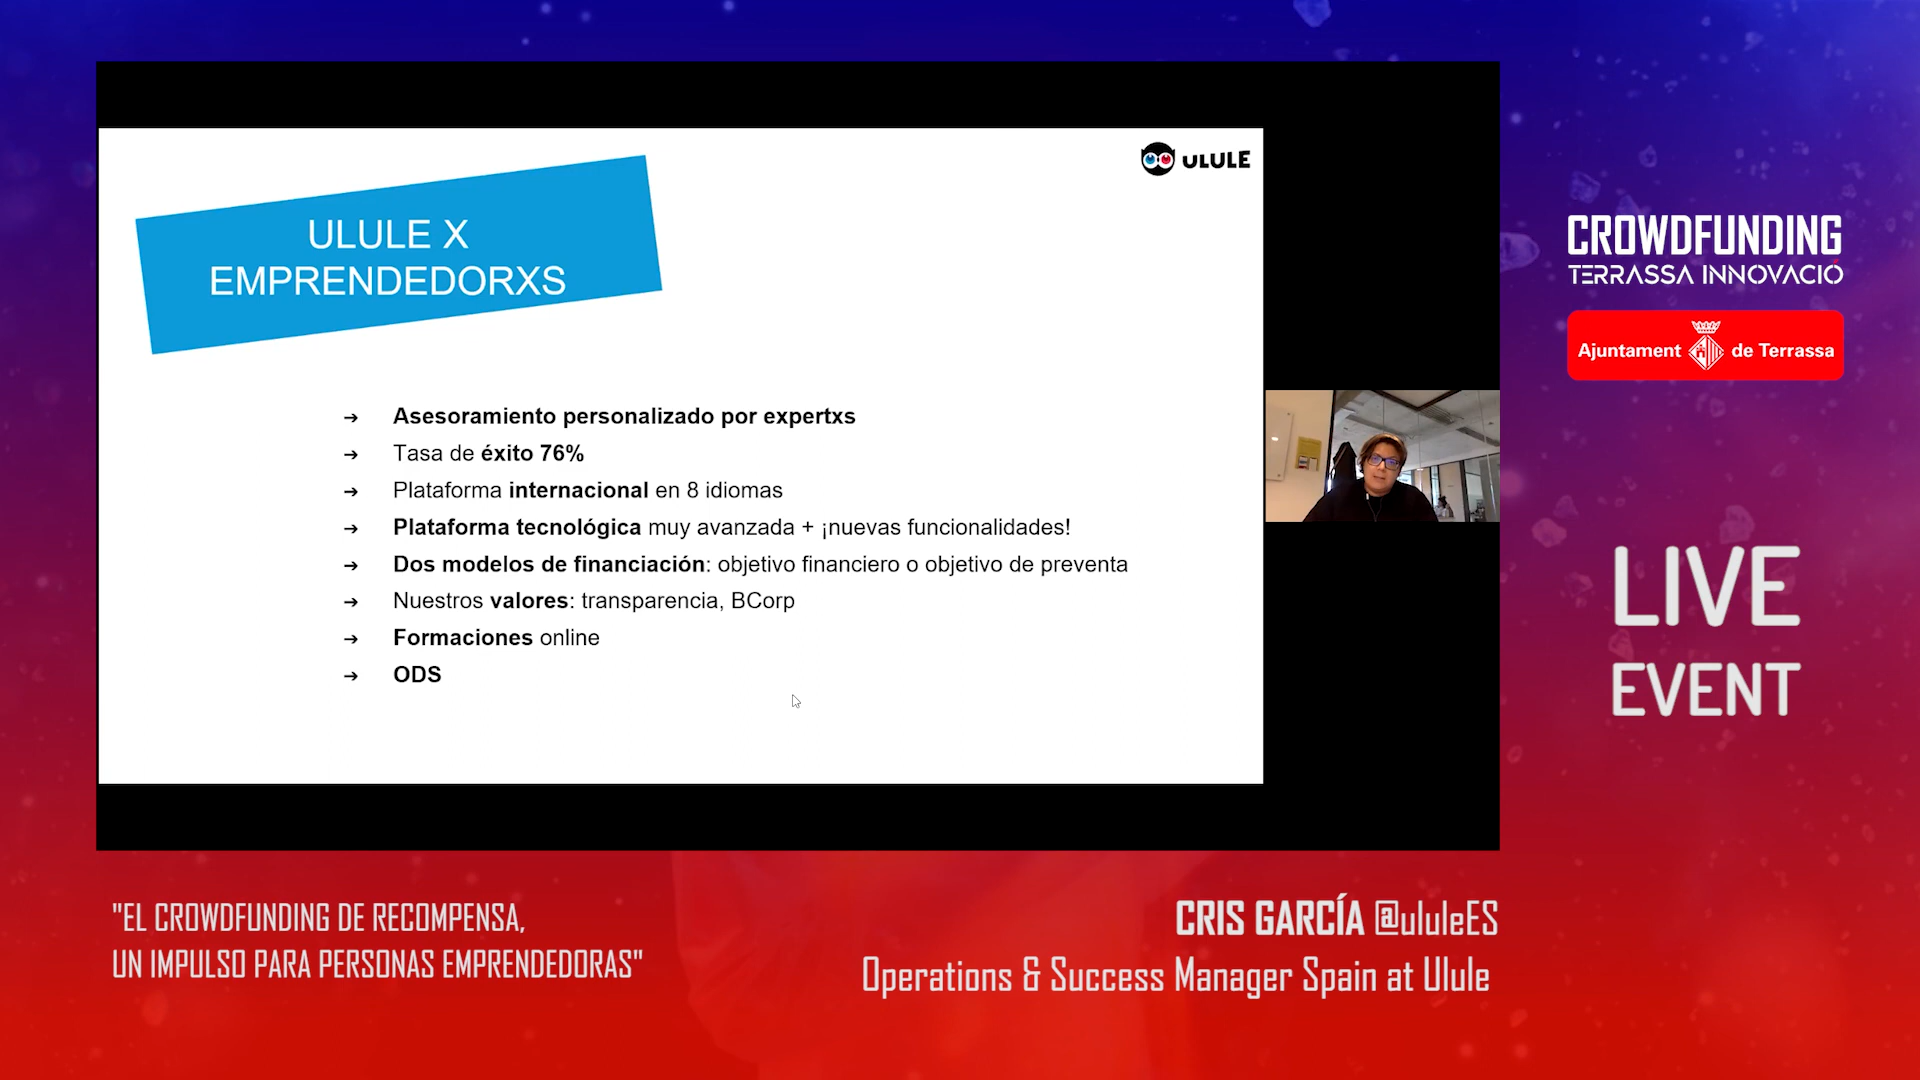 ULULE
ULULE X
EMPRENDEDORXS
➔ Asesoramiento personalizado por expertxs
➔ Tasa de éxito 76%
➔ Plataforma internacional en 8 idiomas
➔ Plataforma tecnológica muy avanzada + ¡nuevas funcionalidades!
➔ Dos modelos de financiación: objetivo financiero o objetivo de preventa
➔ Nuestros valores: transparencia, BCorp
➔ Formaciones online
➔ ODS
CROWDFUNDING
TERRASSA INNOVACIÓ
Ajuntament de Terrassa
LIVE
EVENT
"EL CROWDFUNDING DE RECOMPENSA,
UN IMPULSO PARA PERSONAS EMPRENDEDORAS"
CRIS GARCÍA @ululeES
Operations & Success Manager Spain at Ulule